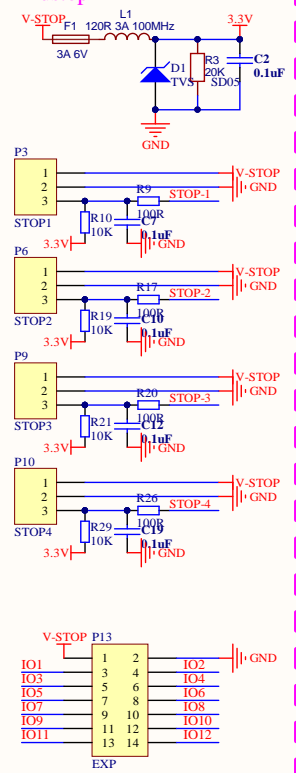 V-STOP
F1
3A 6V
L1
120R 3A 100MHz
3.3V
D1
TVS
R3
20K
SD05
C2
0.1uF
GND
P3
1
2
3
STOP1
V-STOP
GND
R9
100R
STOP-1
R10
10K
C7
0.1uF
3.3V
GND
P6
1
2
3
STOP2
V-STOP
GND
R17
100R
STOP-2
R19
10K
C10
0.1uF
3.3V
GND
P9
1
2
3
STOP3
V-STOP
GND
R20
100R
STOP-3
R21
10K
C12
0.1uF
3.3V
GND
P10
1
2
3
STOP4
V-STOP
GND
R26
100R
STOP-4
R29
10K
C19
0.1uF
3.3V
GND
V-STOP P13
1 2 GND
IO1 3 4 IO2
IO3 5 6 IO4
IO5 7 8 IO6
IO7 9 10 IO8
IO9 11 12 IO10
IO11 13 14 IO12
EXP